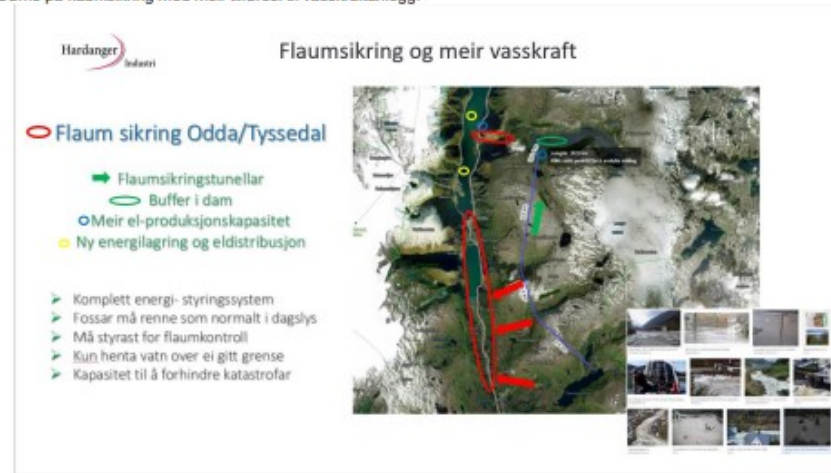 Hardanger
Industri
Flaumsikring og meir vasskraft
Flaum sikring Odda/Tyssedal
Flaumsikringstunellar
Buffer i dam
Meir el-produksjonskapasitet
Ny energilagring og eldistribusjon
Komplett energi- styringssystem
Fossar må renne som normalt i dagslys
Må styrast for flaumkontroll
Kun henta vatn over ei gitt grense
Kapasitet til å forhindre katastrofar